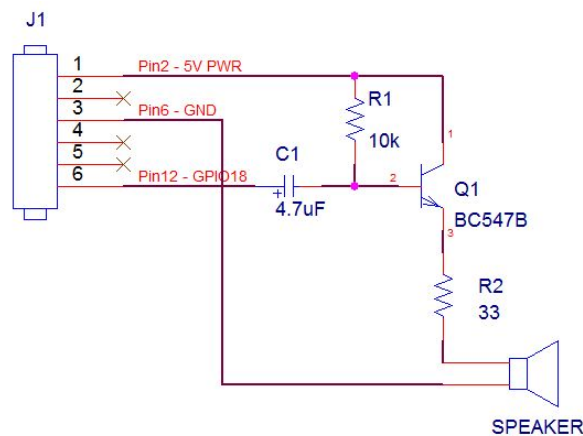 J1
1
Pin2 - 5V PWR
2
3
Pin6 - GND
4
5
6
Pin12 - GPIO18
R1
10k
C1
+
4.7uF
1
2
Q1
BC547B
3
R2
33
SPEAKER